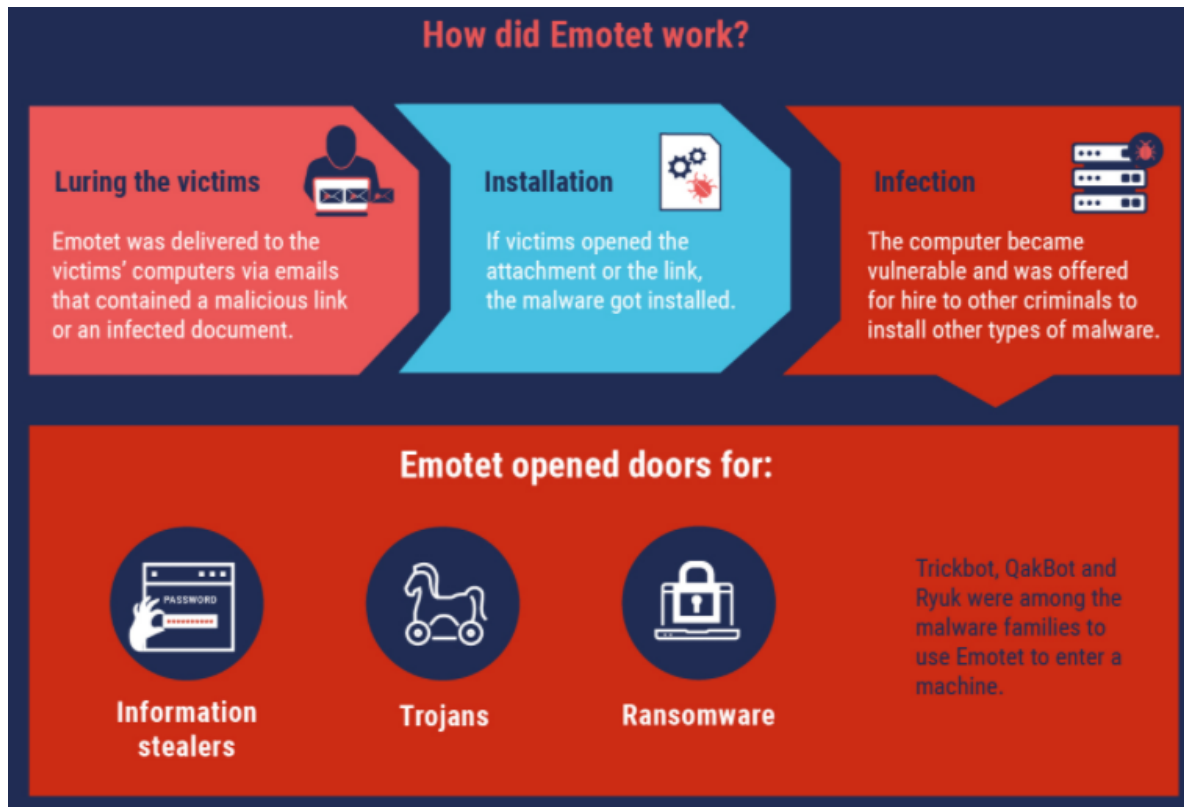 How did Emotet work?
Luring the victims
Emotet was delivered to the
victims' computers via emails
that contained a malicious link
or an infected document.
Installation
If victims opened the
attachment or the link,
the malware got installed.
Infection
The computer became
vulnerable and was offered
for hire to other criminals to
install other types of malware.
Emotet opened doors for:
PASSWORD
Information
stealers
Trojans
Ransomware
Trickbot, QakBot and
Ryuk were among the
malware families to
use Emotet to enter a
machine.